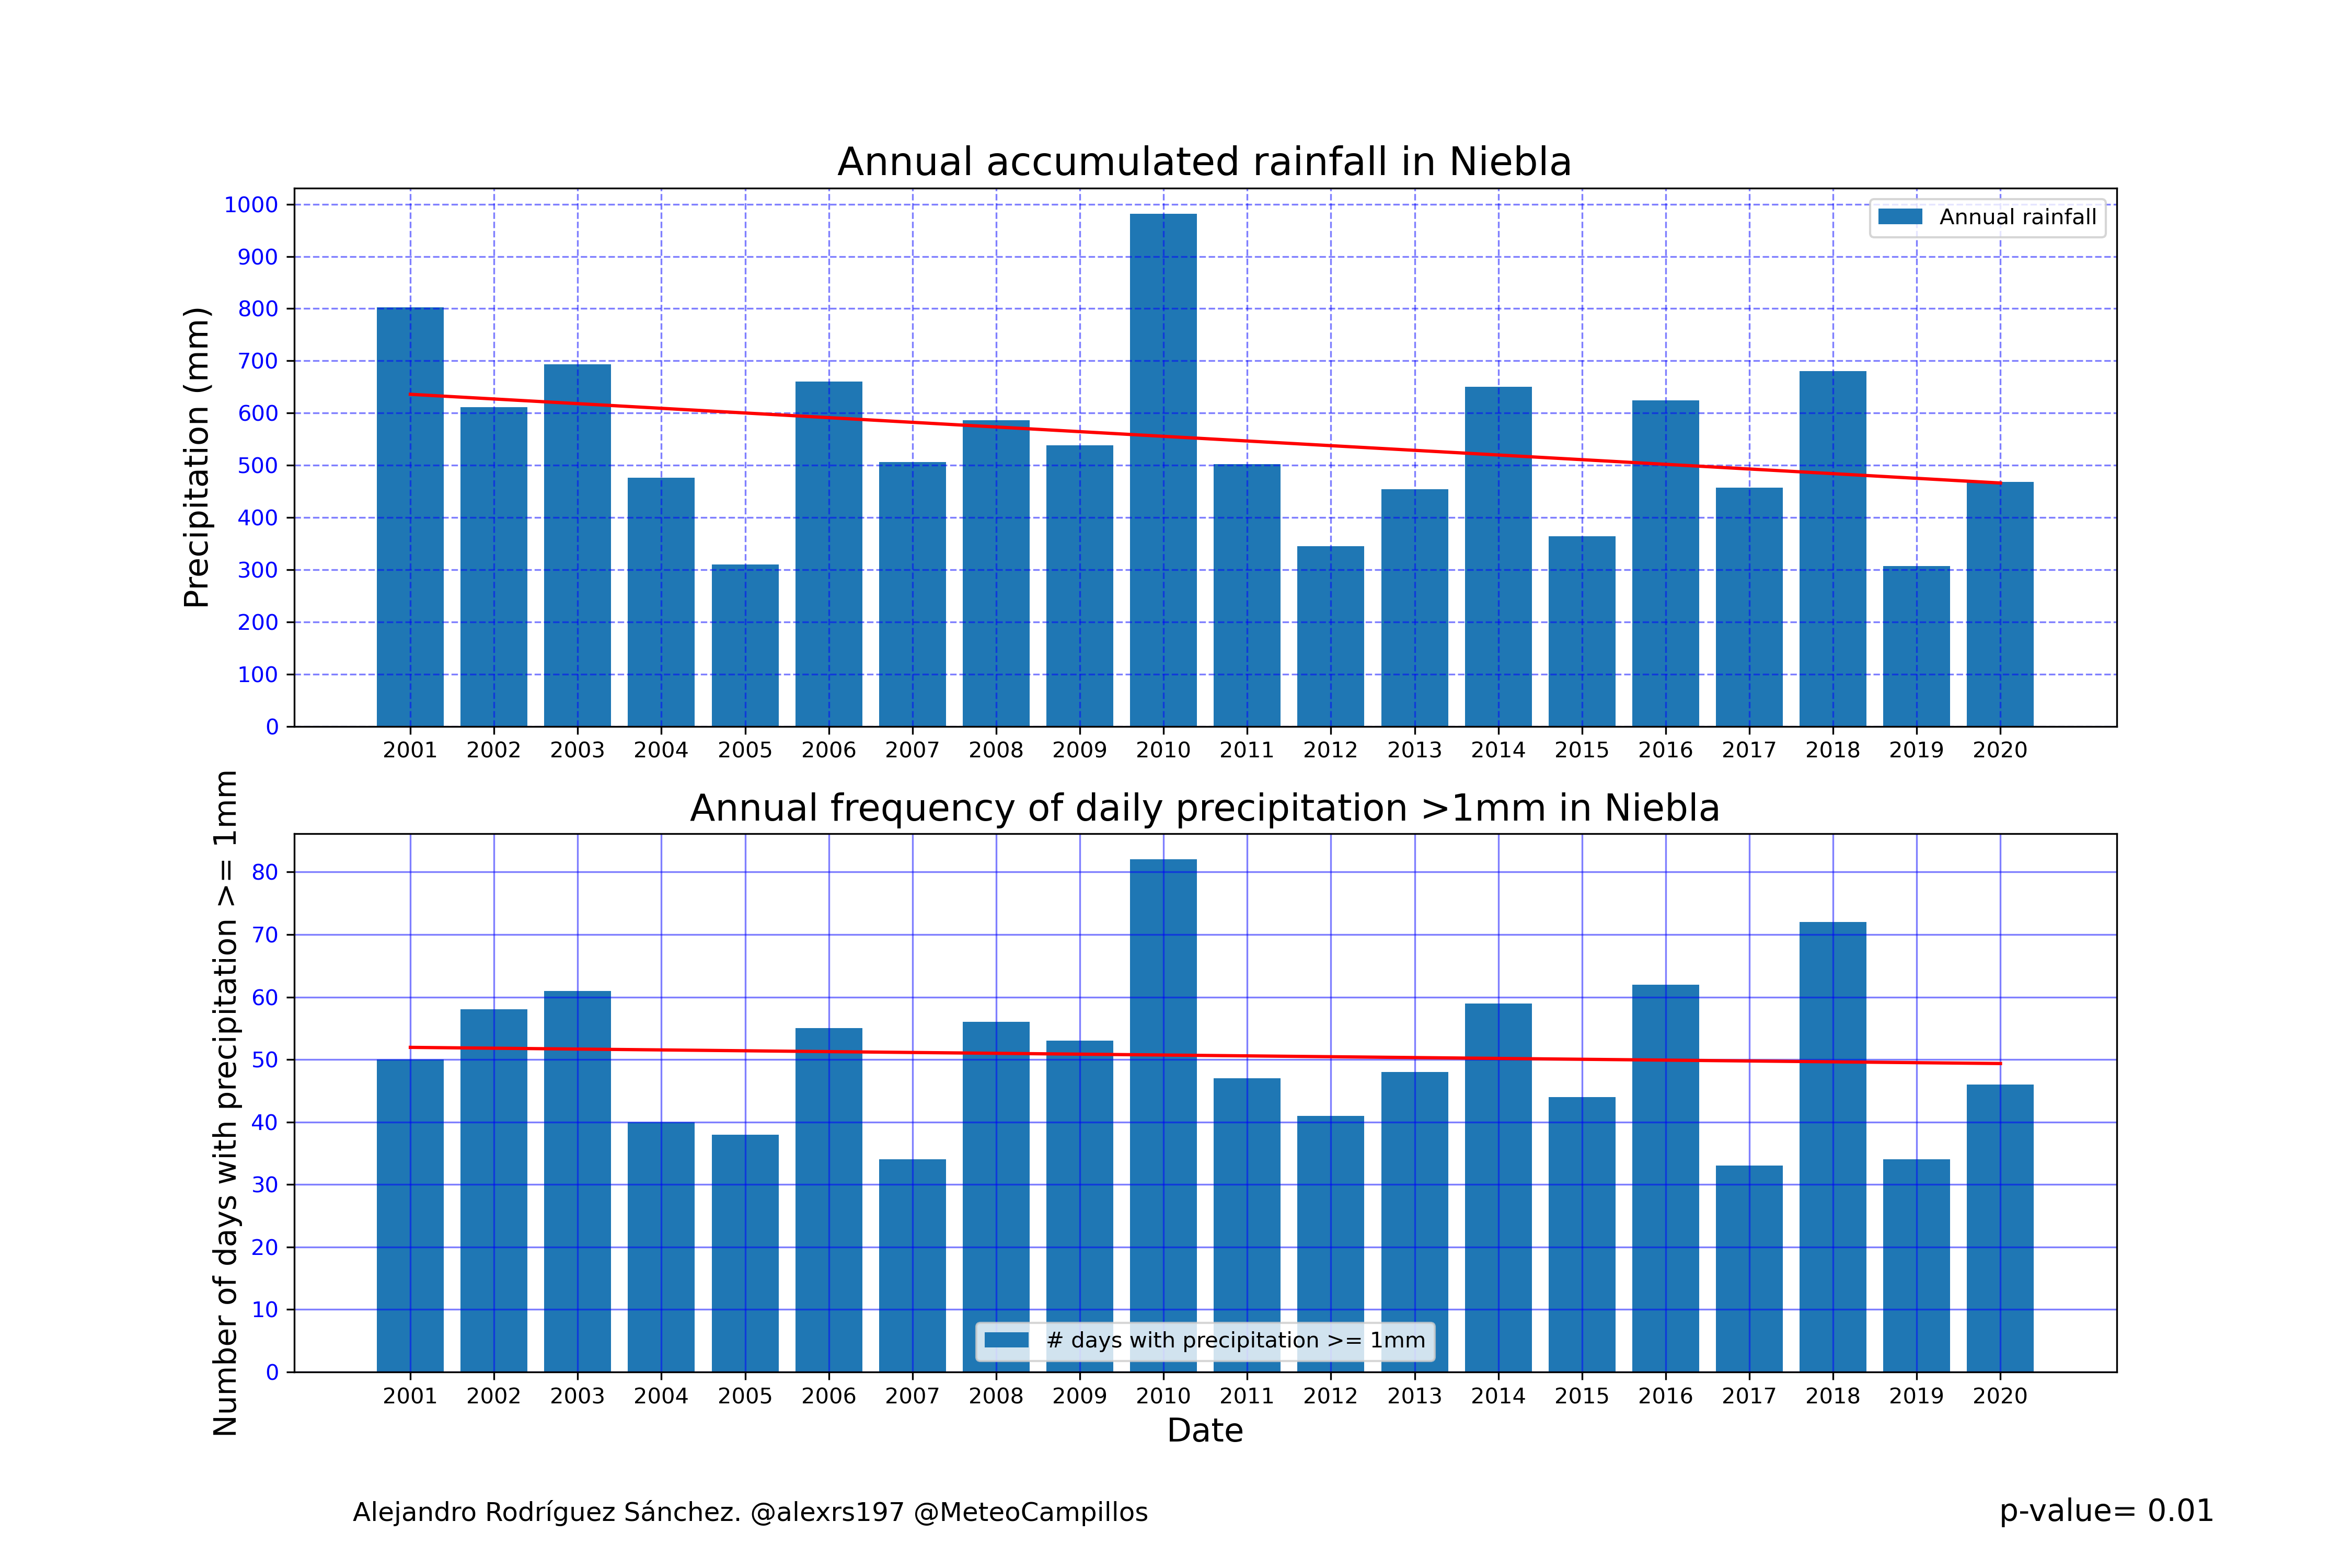 Annual accumulated rainfall in Niebla
Precipitation (mm)
1000
900
800
700
600
500
400
300
200
100
0
Annual rainfall
2001 2002 2003 2004 2005 2006 2007 2008 2009 2010 2011 2012 2013 2014 2015 2016 2017 2018 2019 2020
Annual frequency of daily precipitation >1mm in Niebla
Number of days with precipitation >= 1mm
80
70
60
50
40
30
20
10
0
# days with precipitation >= 1mm
2001 2002 2003 2004 2005 2006 2007 2008 2009 2010 2011 2012 2013 2014 2015 2016 2017 2018 2019 2020
Date
Alejandro Rodríguez Sánchez. @alexrs197 @MeteoCampillos
p-value= 0.01